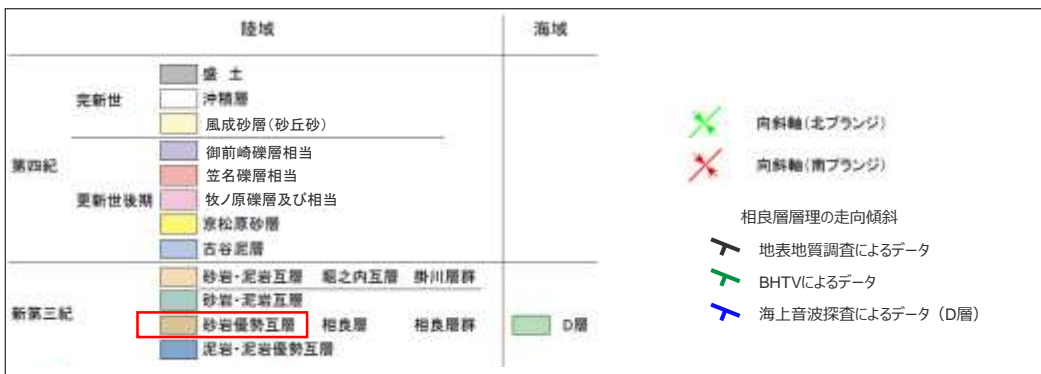 陸域 海域
盛 土
完新世 沖積層
風成砂層(砂丘砂)
第四紀 御前崎礫層相当
笠名礫層相当
更新世後期 牧ノ原礫層及び相当
京松原砂層
古谷泥層
砂岩・泥岩互層 堀之内互層 掛川層群
新第三紀 砂岩・泥岩互層
砂岩優勢互層 相良層 相良層群 D層
泥岩・泥岩優勢互層
向斜軸(北プランジ)
向斜軸(南プランジ)
相良層層理の走向傾斜
地表地質調査によるデータ
BHTVによるデータ
海上音波探査によるデータ(D層)